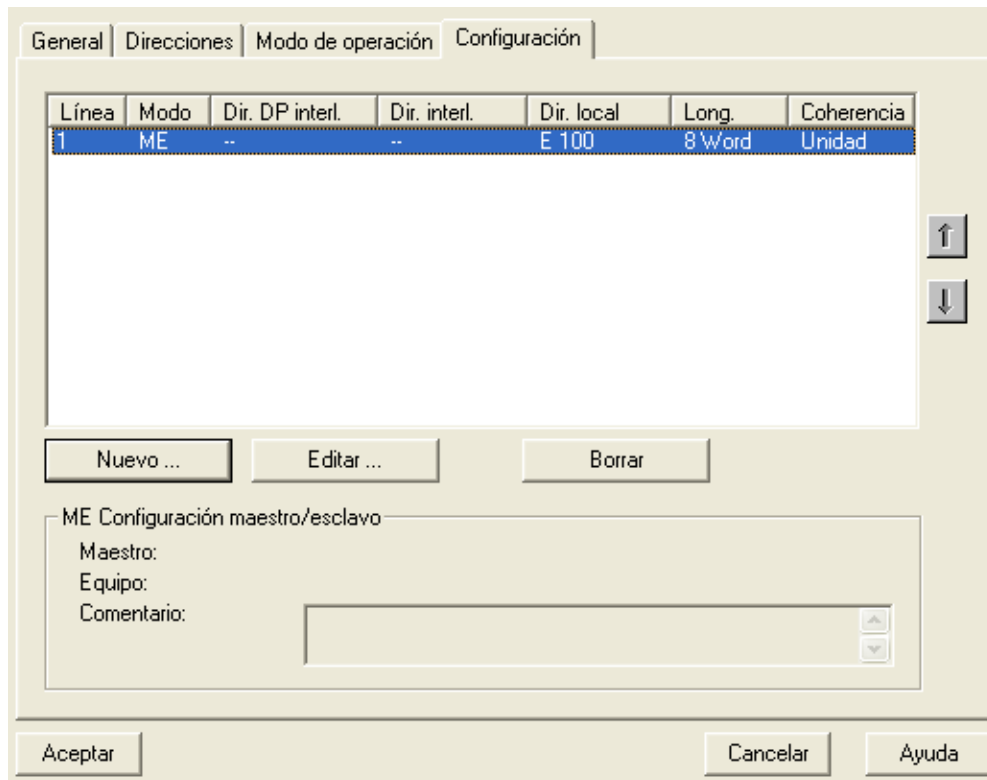 General Direcciones Modo de operación Configuración
Línea Modo Dir. DP interl. Dir. interl. Dir. local Long. Coherencia
1 ME -- -- E 100 8 Word Unidad
Nuevo ... Editar ... Borrar
ME Configuración maestro/esclavo
Maestro:
Equipo:
Comentario:
Aceptar Cancelar Ayuda